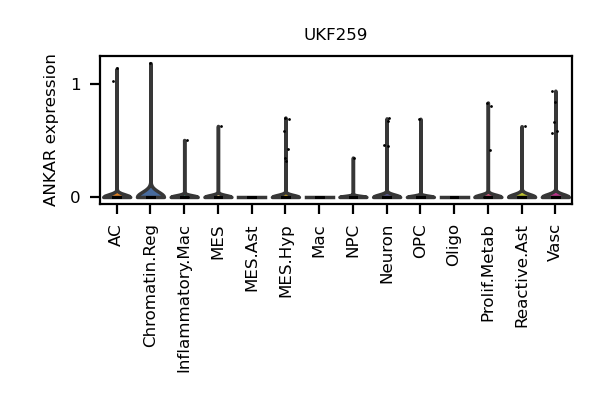 UKF259
ANKAR expression
1
0
AC
Chromatin.Reg
Inflammatory.Mac
MES
MES.Ast
MES.Hyp
Mac
NPC
Neuron
OPC
Oligo
Prolif.Metab
Reactive.Ast
Vasc